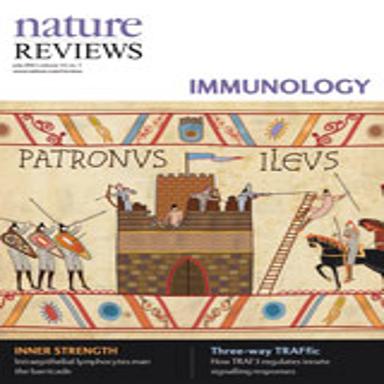 nature
REVIEWS
IMMUNOLOGY
PATRONVS ILEVS
INNER STRENGTH
Intraepithelial lymphocytes man
the barricade
Three-way TRAFfic
How TRAF3 regulates innate
signalling responses